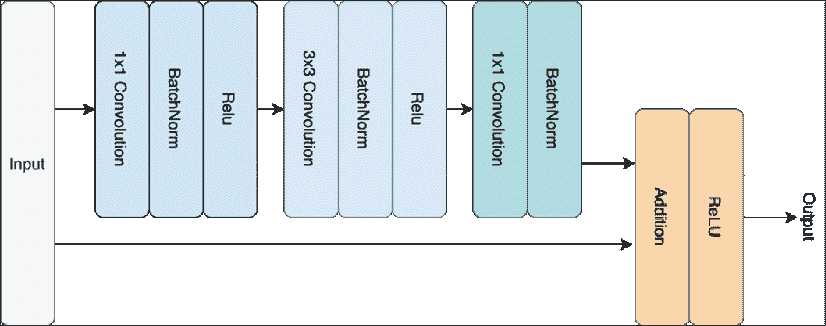 Input
1x1 Convolution
BatchNorm
Relu
3x3 Convolution
BatchNorm
Relu
1x1 Convolution
BatchNorm
Addition
ReLU
Output